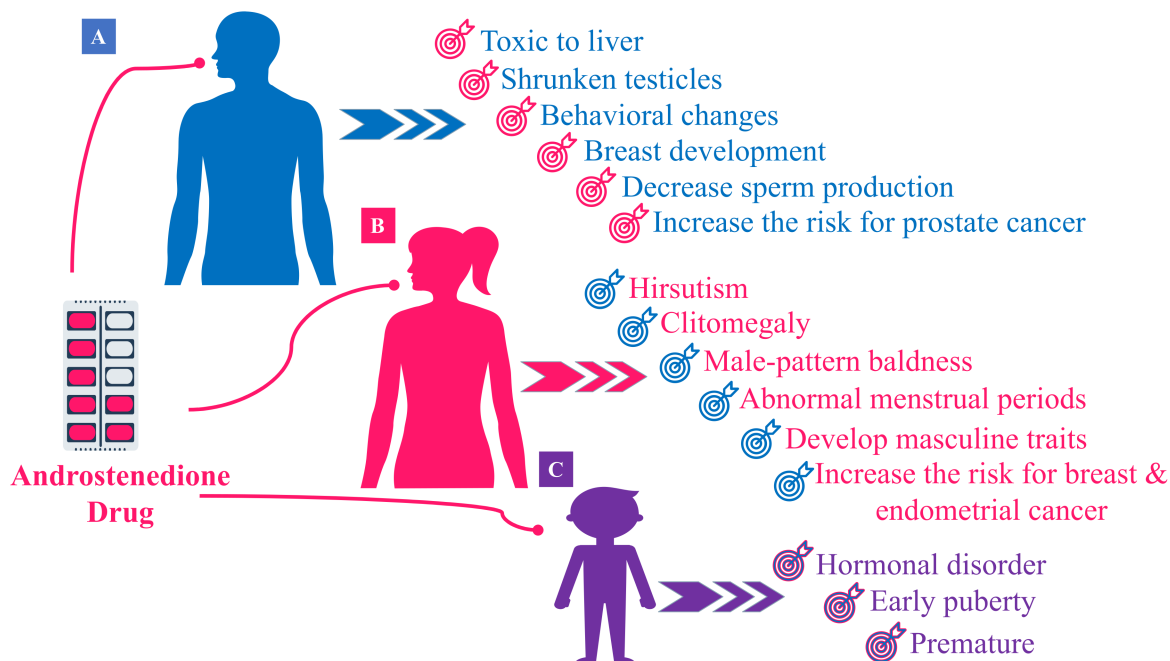 A
Toxic to liver
Shrunken testicles
Behavioral changes
Breast development
Decrease sperm production
Increase the risk for prostate cancer
B
Hirsutism
Clitomegaly
Male-pattern baldness
Abnormal menstrual periods
Develop masculine traits
Increase the risk for breast &
endometrial cancer
Androstenedione
Drug
C
Hormonal disorder
Early puberty
Premature